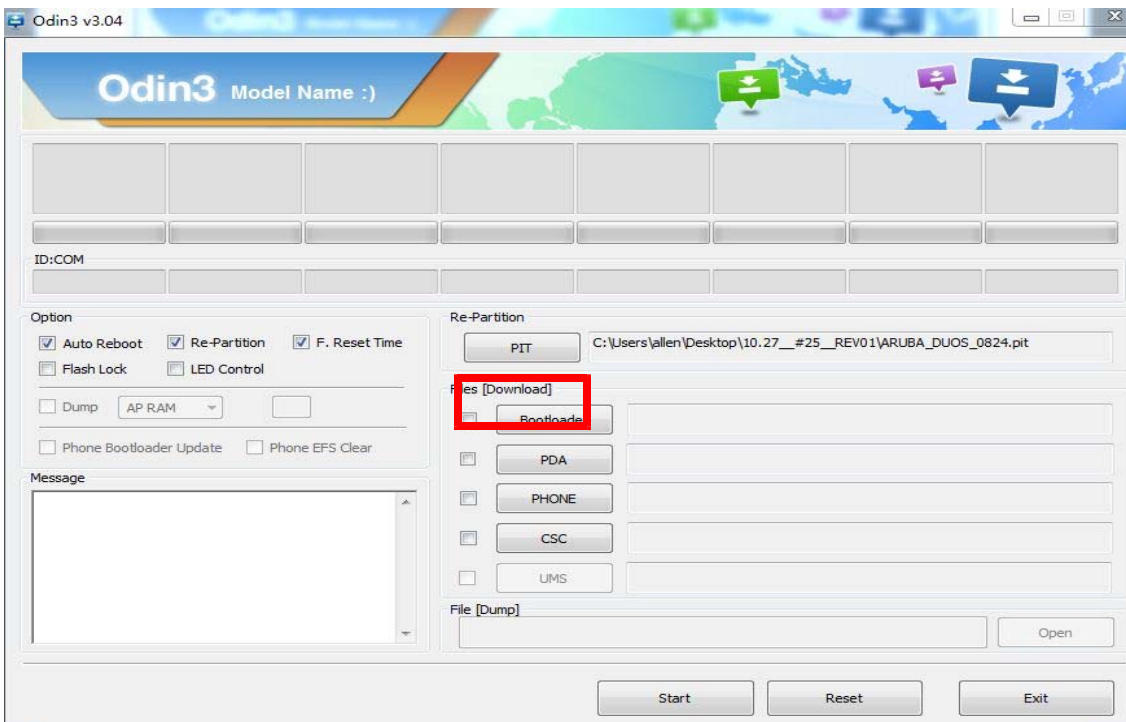 Odin3 v3.04
Odin3 Model Name :)
ID:COM
Option
Auto Reboot Re-Partition F. Reset Time
Flash Lock LED Control
Dump AP RAM
Phone Bootloader Update Phone EFS Clear
Message
Re-Partition
PIT C:\Users\allen\Desktop\10.27__#25__REV01\ARUBA_DUOS_0824.pit
Files [Download]
Bootloader
PDA
PHONE
CSC
UMS
File [Dump]
Open
Start Reset Exit